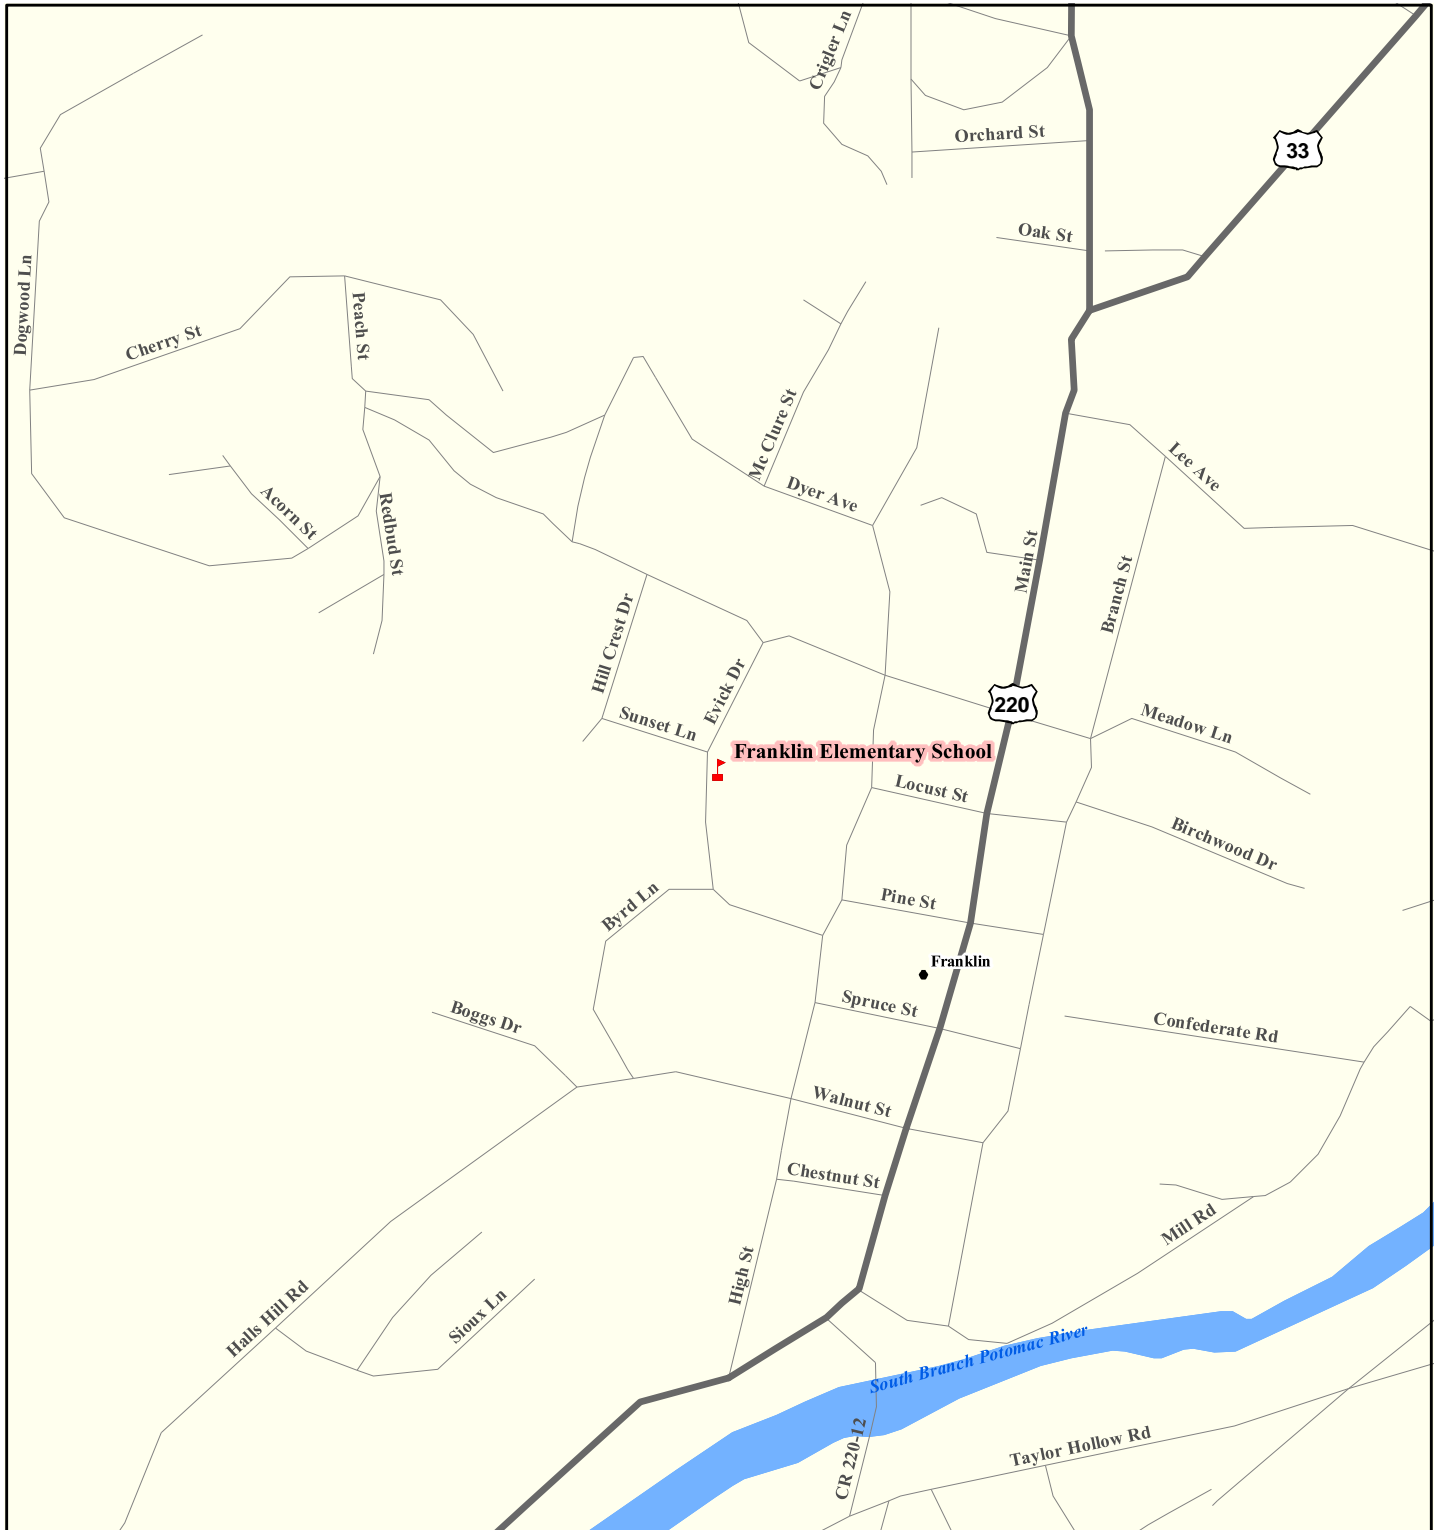 Crigler Ln
Orchard St
33
Oak St
Dogwood Ln
Cherry St
Peach St
Mc Clure St
Dyer Ave
Lee Ave
Acorn St
Redbud St
Main St
Branch St
Hill Crest Dr
Evick Dr
Sunset Ln
220
Meadow Ln
Franklin Elementary School
Locust St
Birchwood Dr
Byrd Ln
Pine St
Franklin
Boggs Dr
Spruce St
Confederate Rd
Walnut St
Chestnut St
Mill Rd
High St
Halls Hill Rd
Sioux Ln
South Branch Potomac River
CR 220-12
Taylor Hollow Rd